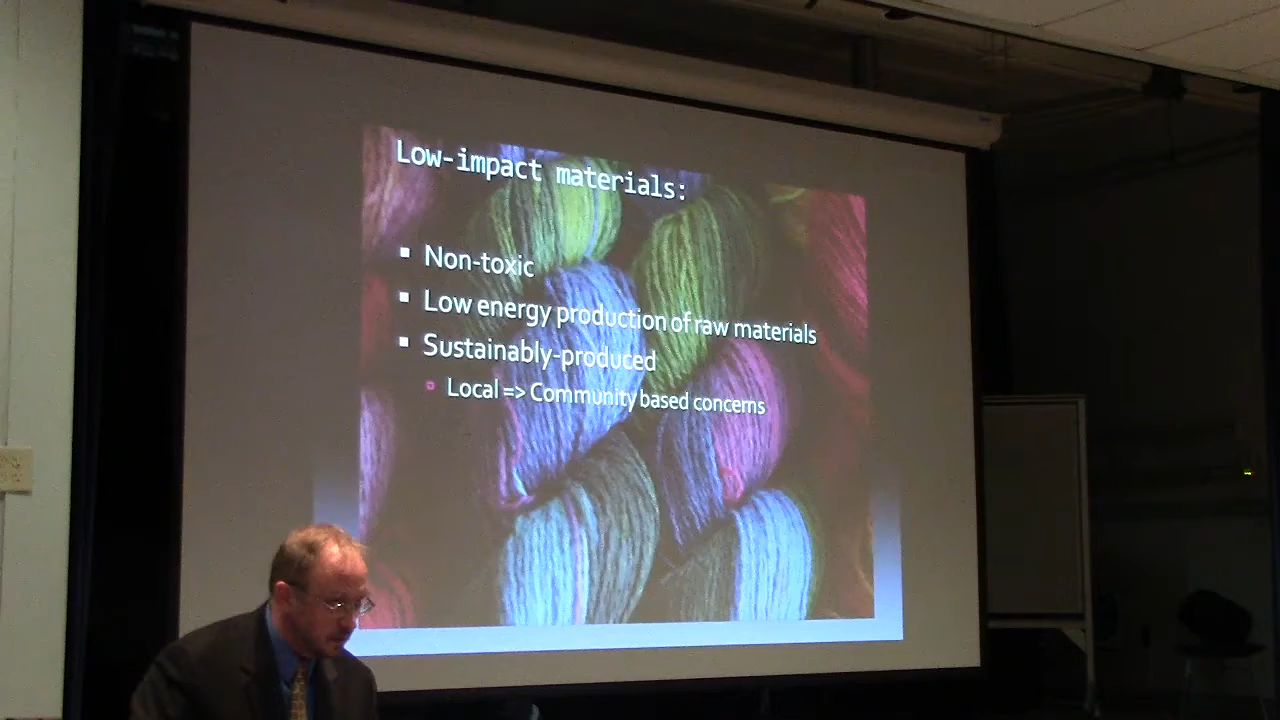 Low-impact materials:
▪ Non-toxic
▪ Low energy production of raw materials
▪ Sustainably-produced
▫ Local => Community based concerns